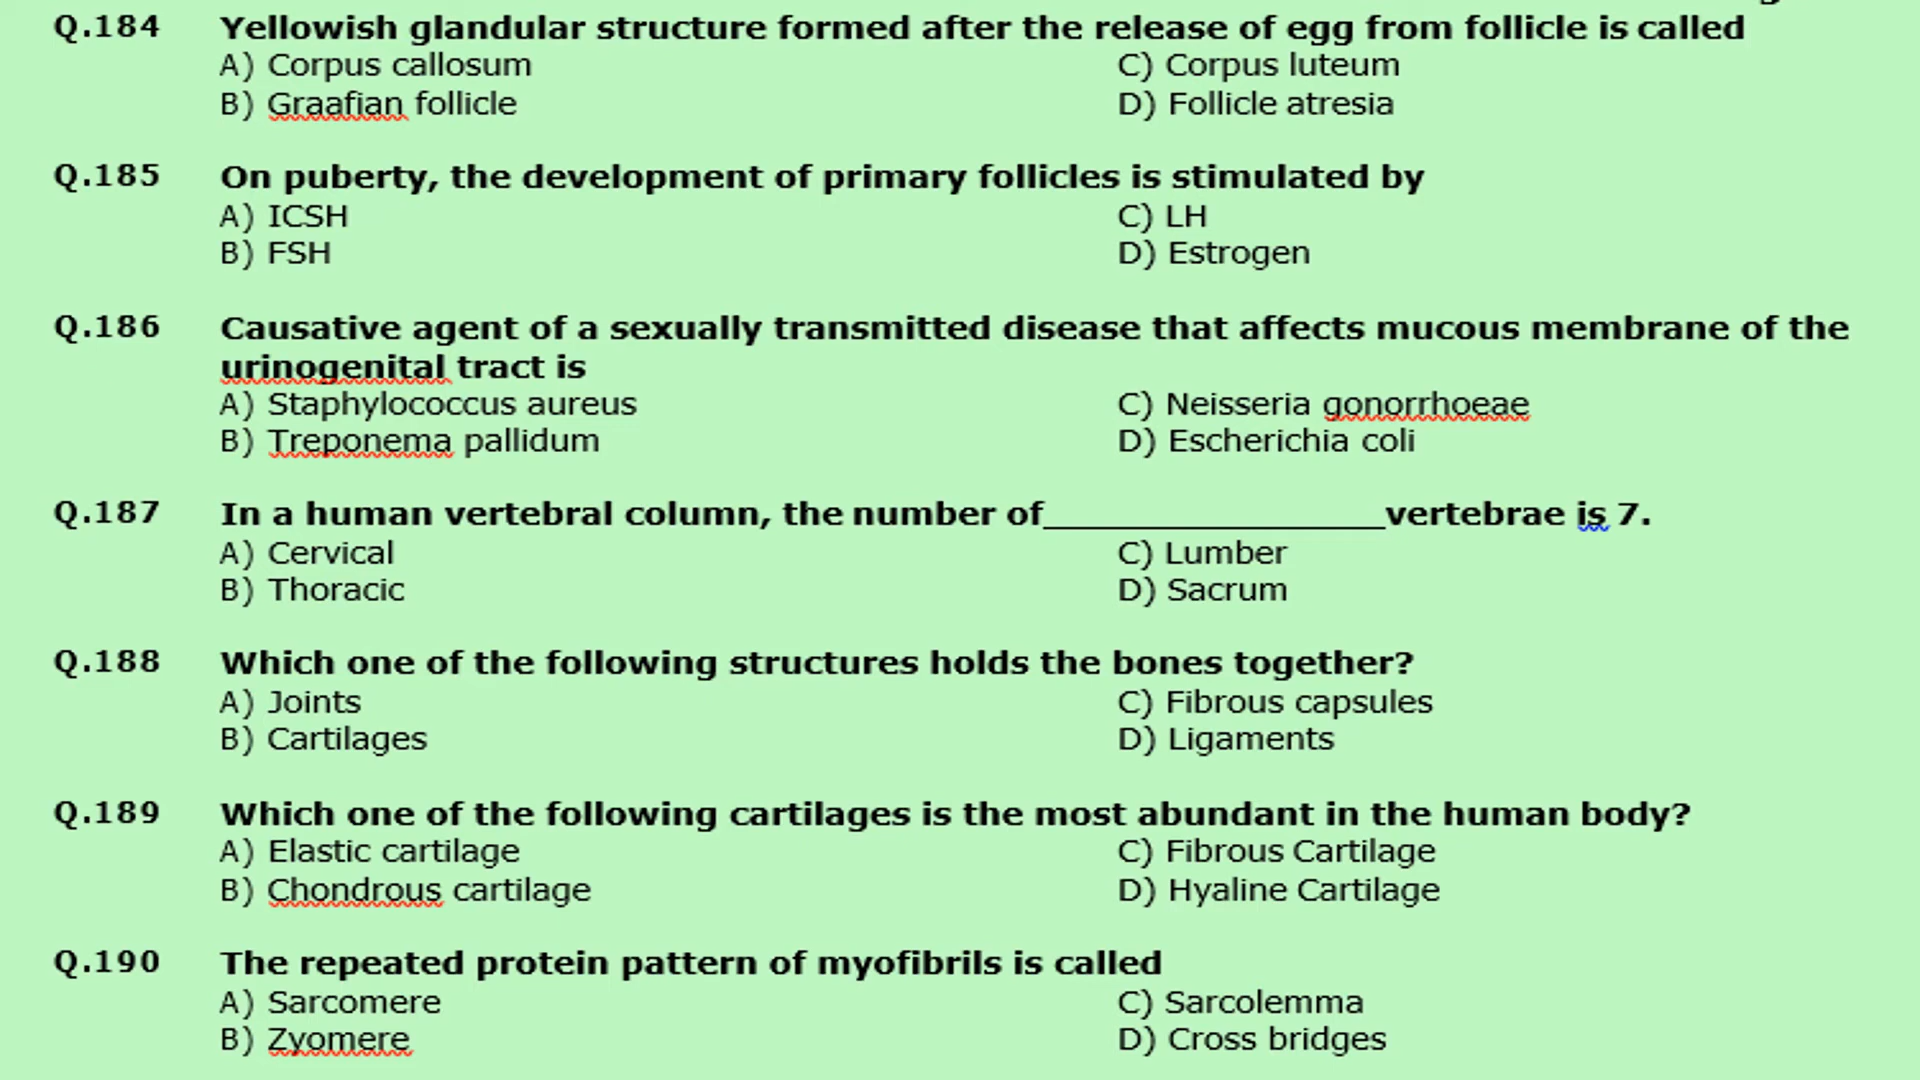 Q.184 Yellowish glandular structure formed after the release of egg from follicle is called
A) Corpus callosum C) Corpus luteum
B) Graafian follicle D) Follicle atresia
Q.185 On puberty, the development of primary follicles is stimulated by
A) ICSH C) LH
B) FSH D) Estrogen
Q.186 Causative agent of a sexually transmitted disease that affects mucous membrane of the
urinogenital tract is
A) Staphylococcus aureus C) Neisseria gonorrhoeae
B) Treponema pallidum D) Escherichia coli
Q.187 In a human vertebral column, the number of_________________vertebrae is 7.
A) Cervical C) Lumber
B) Thoracic D) Sacrum
Q.188 Which one of the following structures holds the bones together?
A) Joints C) Fibrous capsules
B) Cartilages D) Ligaments
Q.189 Which one of the following cartilages is the most abundant in the human body?
A) Elastic cartilage C) Fibrous Cartilage
B) Chondrous cartilage D) Hyaline Cartilage
Q.190 The repeated protein pattern of myofibrils is called
A) Sarcomere C) Sarcolemma
B) Zyomere D) Cross bridges